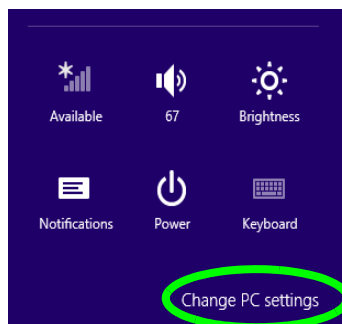 Available 67 Brightness
Notifications Power Keyboard
Change PC settings